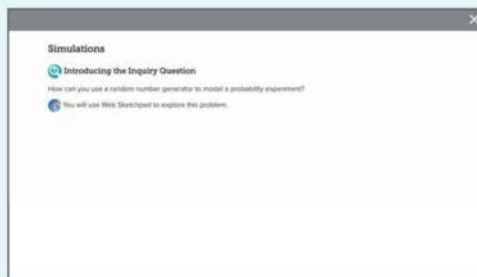 Simulations
Introducing the Inquiry Question
How can you use a random number generator to model a probability experiment?
You will use Web Sketchpad to explore this problem.